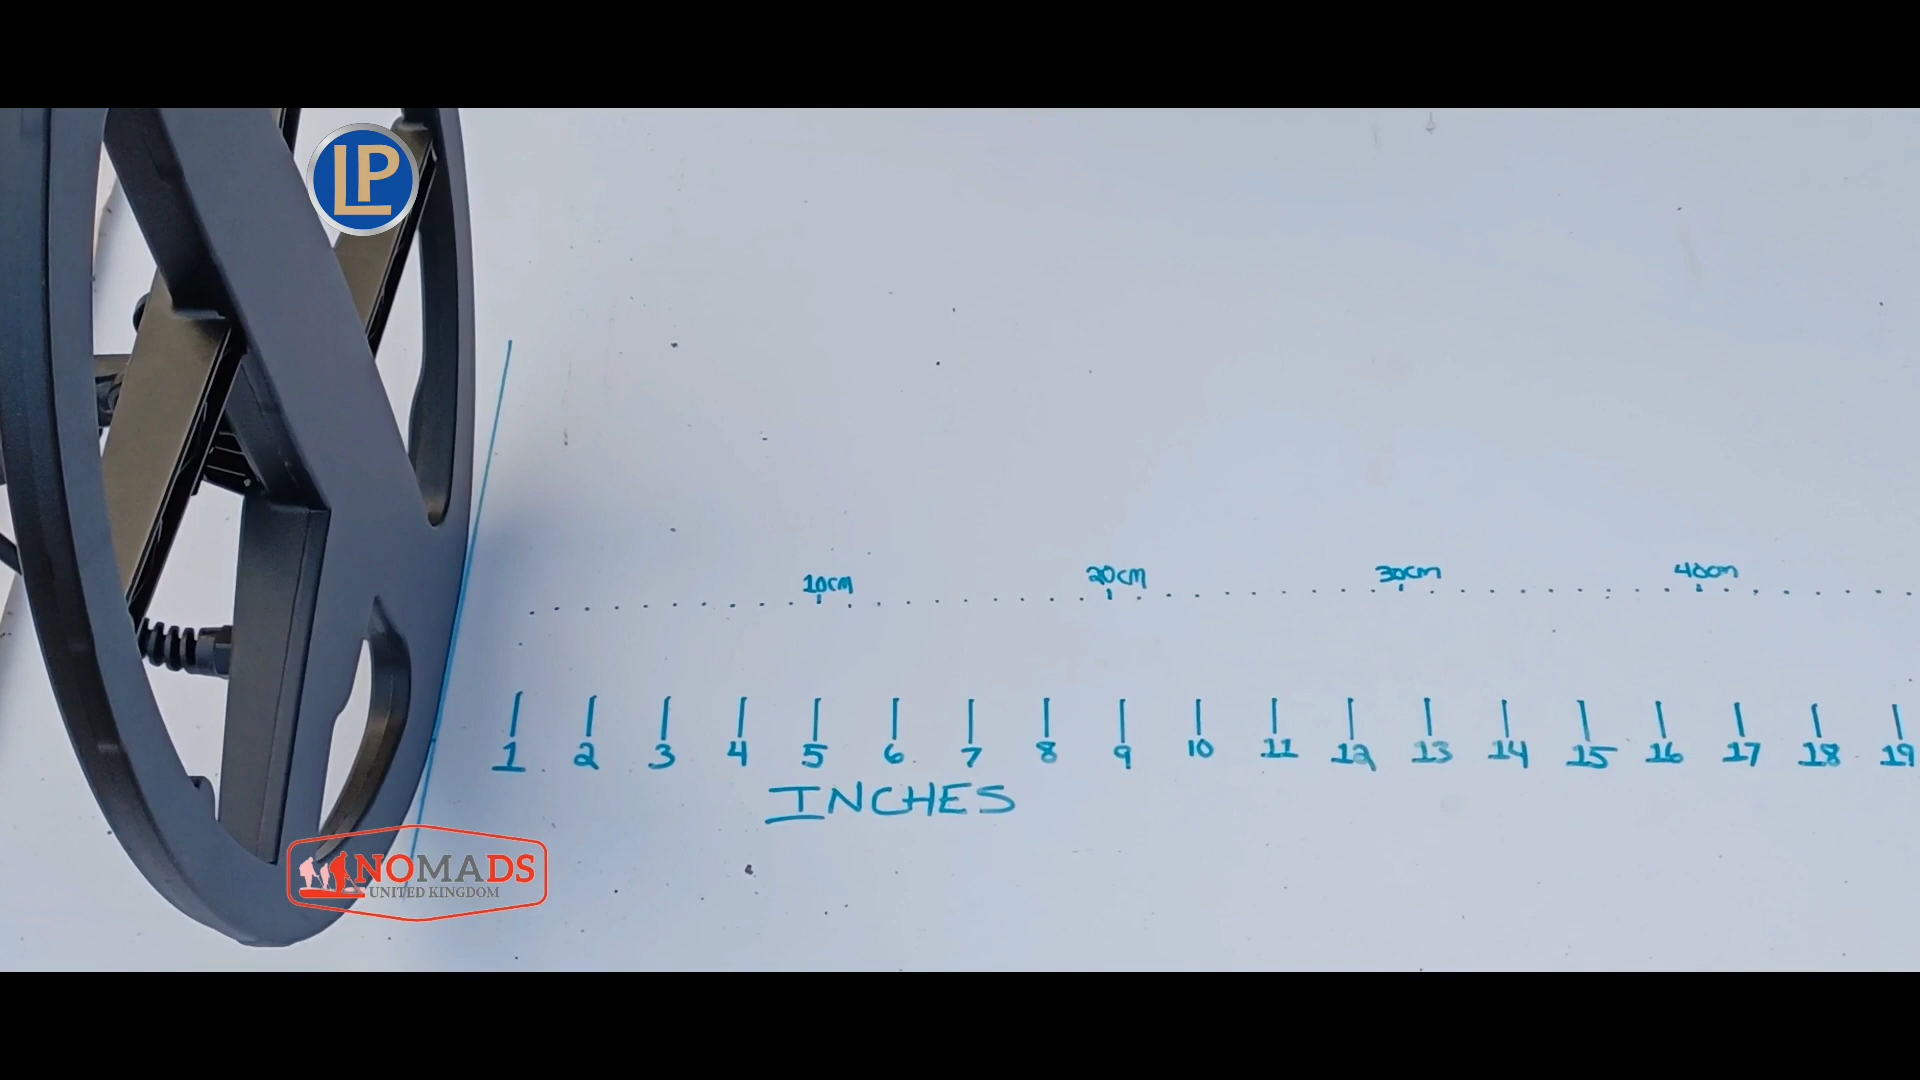 LP
10cm 20cm 30cm 40cm
1 2 3 4 5 6 7 8 9 10 11 12 13 14 15 16 17 18 19
INCHES
NOMADS
UNITED KINGDOM